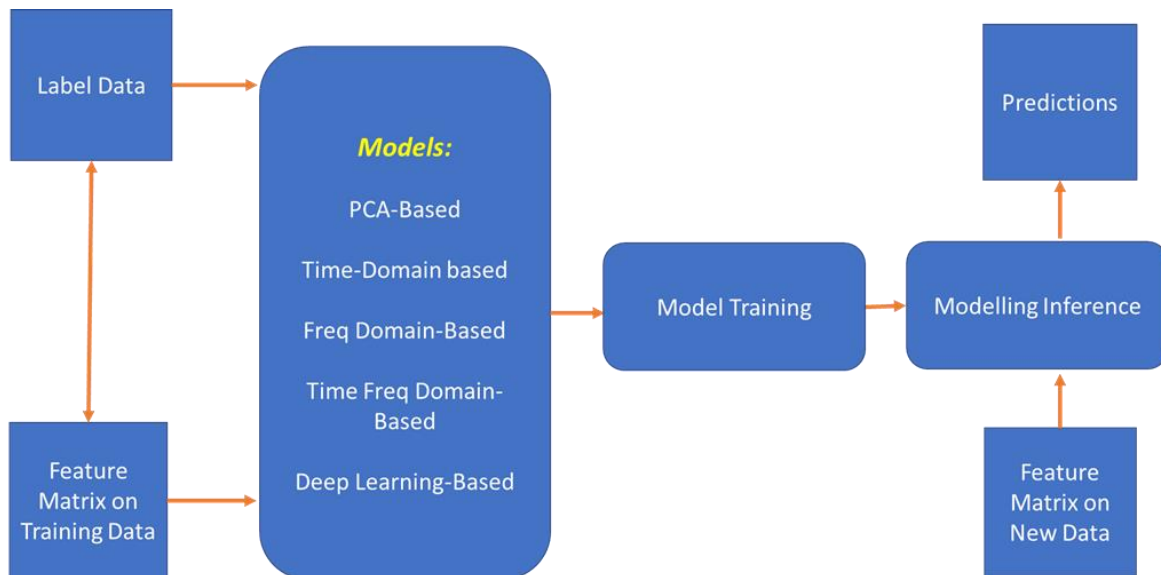 Label Data
Models:
PCA-Based
Time-Domain based
Freq Domain-Based
Time Freq Domain-
Based
Deep Learning-Based
Feature
Matrix on
Training Data
Model Training
Modelling Inference
Predictions
Feature
Matrix on
New Data